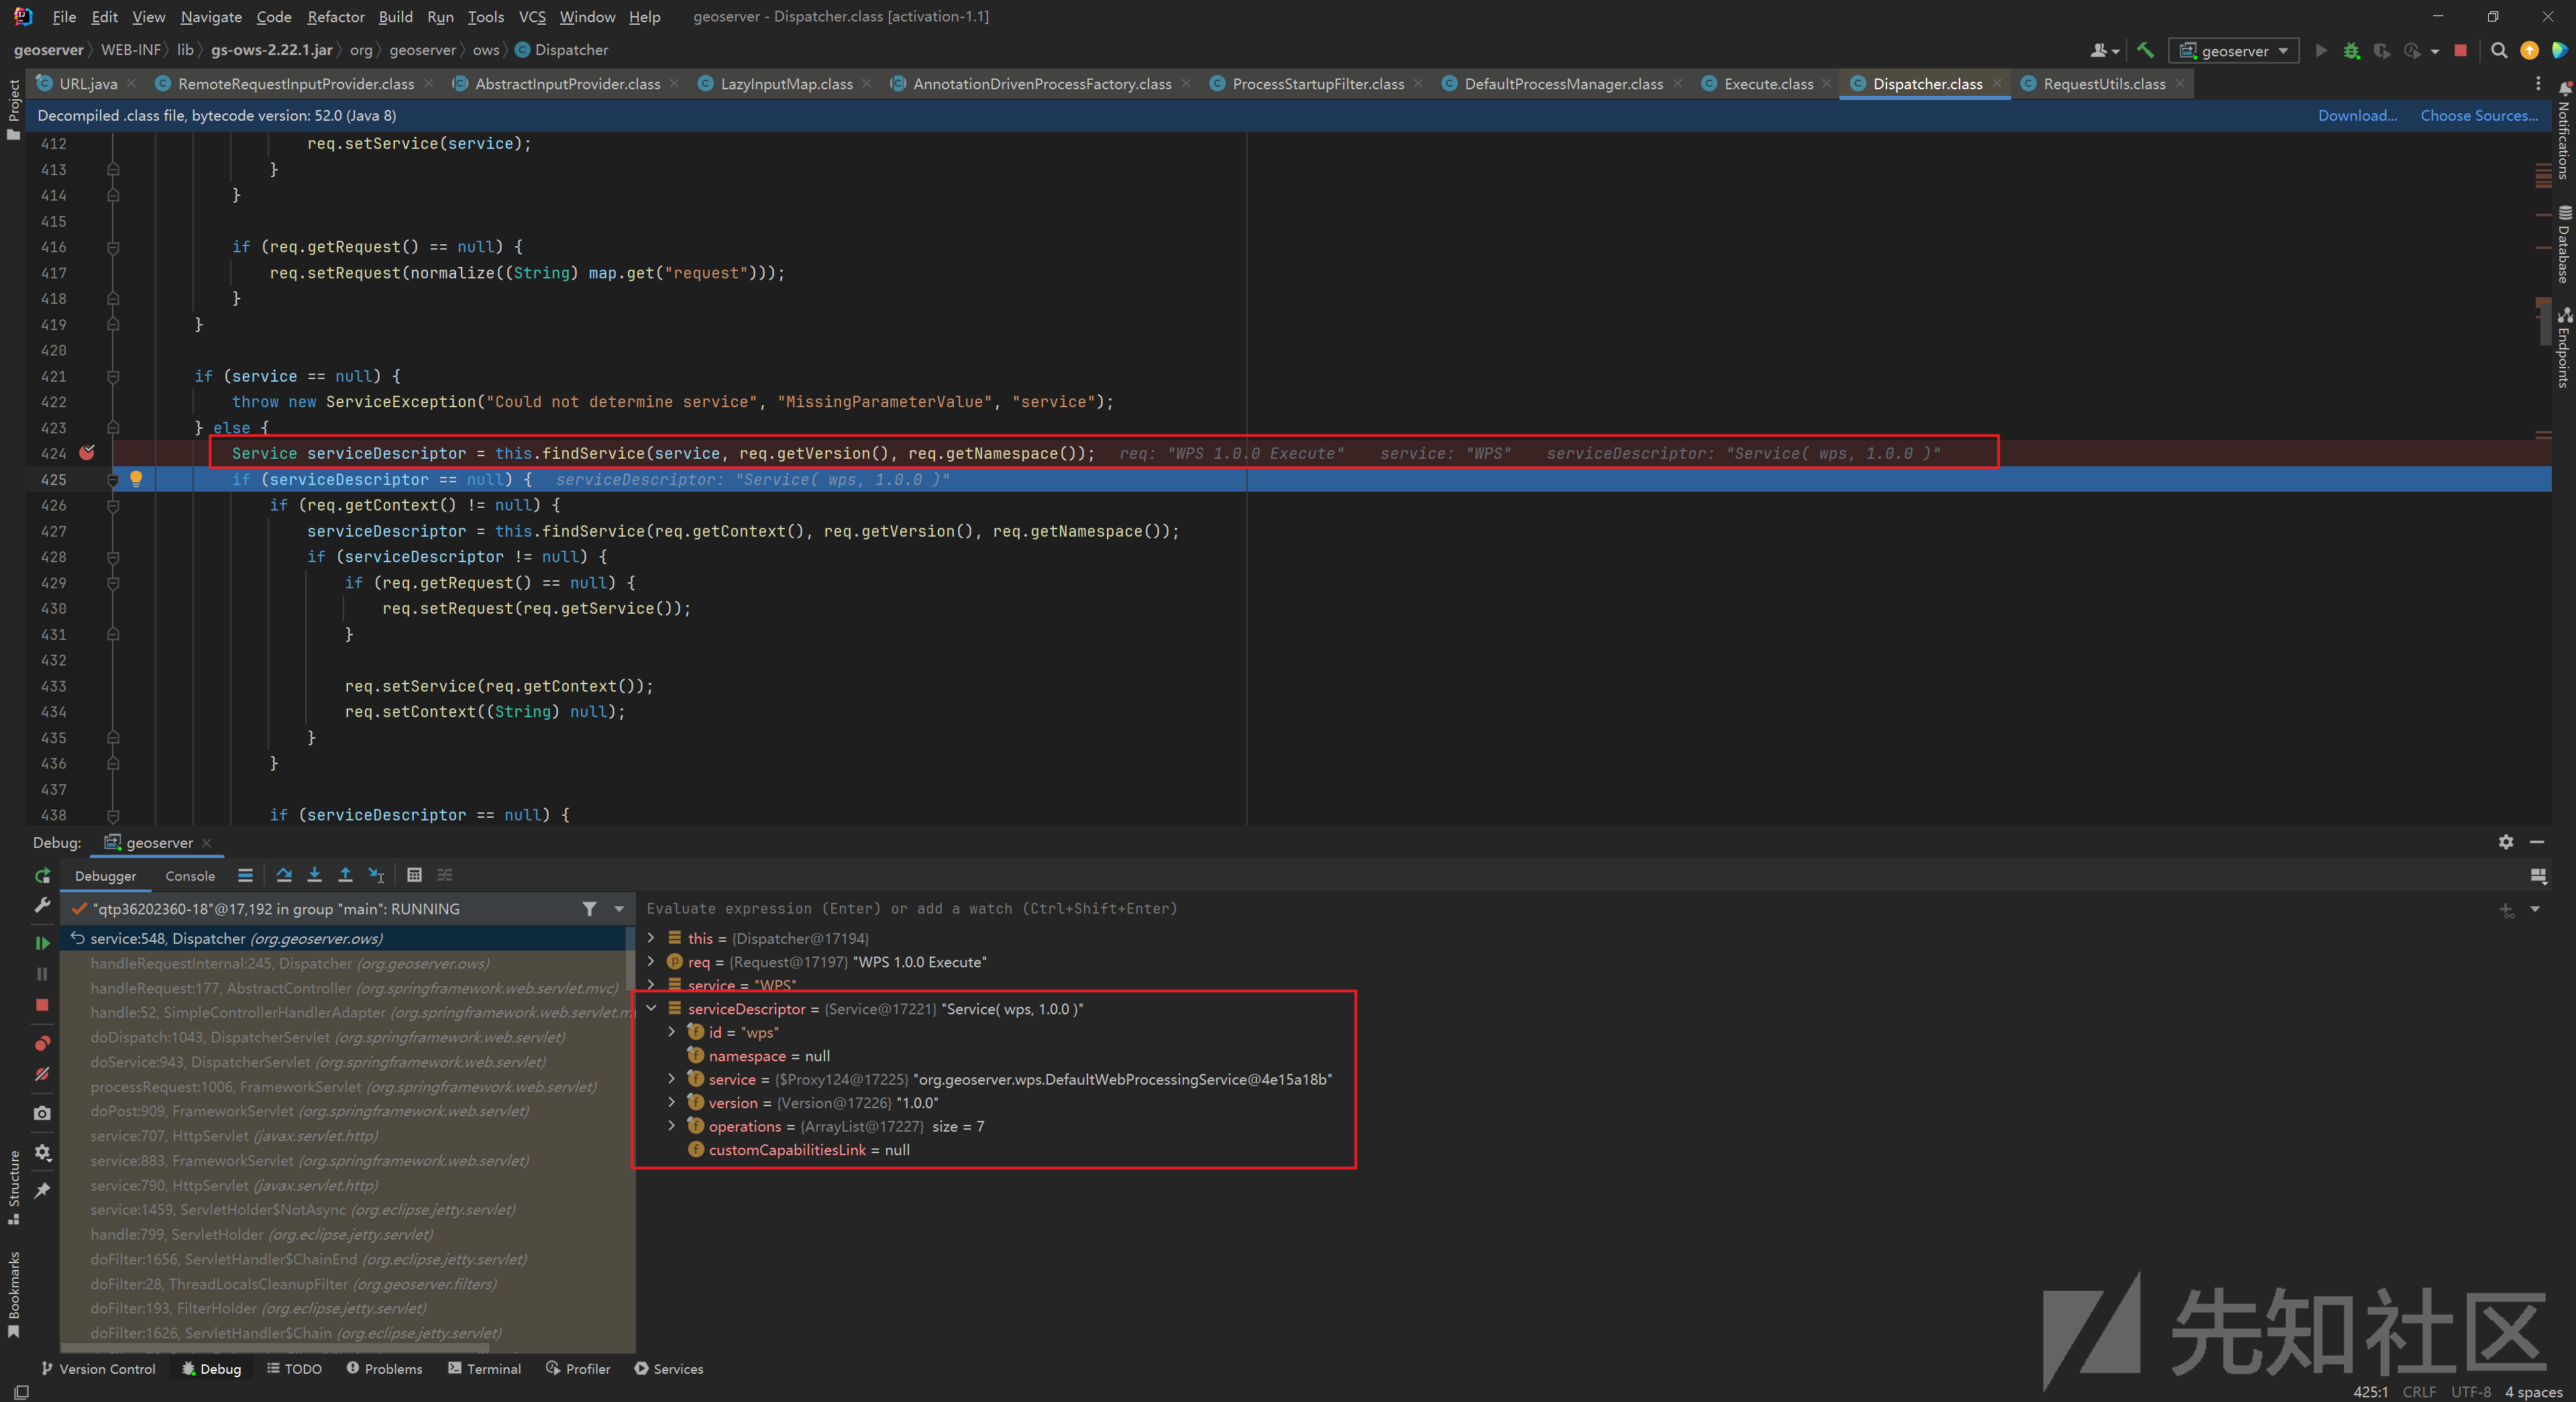 File Edit View Navigate Code Refactor Build Run Tools VCS Window Help geoserver - Dispatcher.class [activation-1.1]
geoserver WEB-INF lib gs-ows-2.22.1.jar org geoserver ows Dispatcher geoserver
URL.java RemoteRequestInputProvider.class AbstractInputProvider.class LazyInputMap.class AnnotationDrivenProcessFactory.class ProcessStartupFilter.class DefaultProcessManager.class Execute.class Dispatcher.class RequestUtils.class
Decompiled .class file, bytecode version: 52.0 (Java 8) Download... Choose Sources...
Project
Notifications
Database
Endpoints
412 req.setService(service);
413 }
414 }
415
416 if (req.getRequest() == null) {
417 req.setRequest(normalize((String) map.get("request")));
418 }
419 }
420
421 if (service == null) {
422 throw new ServiceException("Could not determine service", "MissingParameterValue", "service");
423 } else {
424 Service serviceDescriptor = this.findService(service, req.getVersion(), req.getNamespace()); req: "WPS 1.0.0 Execute" service: "WPS" serviceDescriptor: "Service( wps, 1.0.0 )"
425 if (serviceDescriptor == null) { serviceDescriptor: "Service( wps, 1.0.0 )"
426 if (req.getContext() != null) {
427 serviceDescriptor = this.findService(req.getContext(), req.getVersion(), req.getNamespace());
428 if (serviceDescriptor != null) {
429 if (req.getRequest() == null) {
430 req.setRequest(req.getService());
431 }
432
433 req.setService(req.getContext());
434 req.setContext((String) null);
435 }
436 }
437
438 if (serviceDescriptor == null) {
Debug: geoserver
Debugger Console
"qtp36202360-18"@17,192 in group "main": RUNNING
service:548, Dispatcher (org.geoserver.ows)
handleRequestInternal:245, Dispatcher (org.geoserver.ows)
handleRequest:177, AbstractController (org.springframework.web.servlet.mvc)
handle:52, SimpleControllerHandlerAdapter (org.springframework.web.servlet.m
doDispatch:1043, DispatcherServlet (org.springframework.web.servlet)
doService:943, DispatcherServlet (org.springframework.web.servlet)
processRequest:1006, FrameworkServlet (org.springframework.web.servlet)
doPost:909, FrameworkServlet (org.springframework.web.servlet)
service:707, HttpServlet (javax.servlet.http)
service:883, FrameworkServlet (org.springframework.web.servlet)
service:790, HttpServlet (javax.servlet.http)
service:1459, ServletHolder$NotAsync (org.eclipse.jetty.servlet)
handle:799, ServletHolder (org.eclipse.jetty.servlet)
doFilter:1656, ServletHandler$ChainEnd (org.eclipse.jetty.servlet)
doFilter:28, ThreadLocalsCleanupFilter (org.geoserver.filters)
doFilter:193, FilterHolder (org.eclipse.jetty.servlet)
doFilter:1626, ServletHandler$Chain (org.eclipse.jetty.servlet)
Evaluate expression (Enter) or add a watch (Ctrl+Shift+Enter)
this = {Dispatcher@17194}
req = {Request@17197} "WPS 1.0.0 Execute"
service = "WPS"
serviceDescriptor = {Service@17221} "Service( wps, 1.0.0 )"
id = "wps"
namespace = null
service = {$Proxy124@17225} "org.geoserver.wps.DefaultWebProcessingService@4e15a18b"
version = {Version@17226} "1.0.0"
operations = {ArrayList@17227} size = 7
customCapabilitiesLink = null
Structure
Bookmarks
Version Control Debug TODO Problems Terminal Profiler Services
先知社区
425:1 CRLF UTF-8 4 spaces